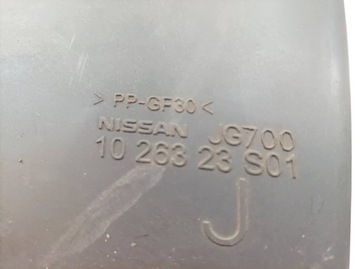 > PP-GF30 <
NISSAN JG700
10 263 23 S01
J